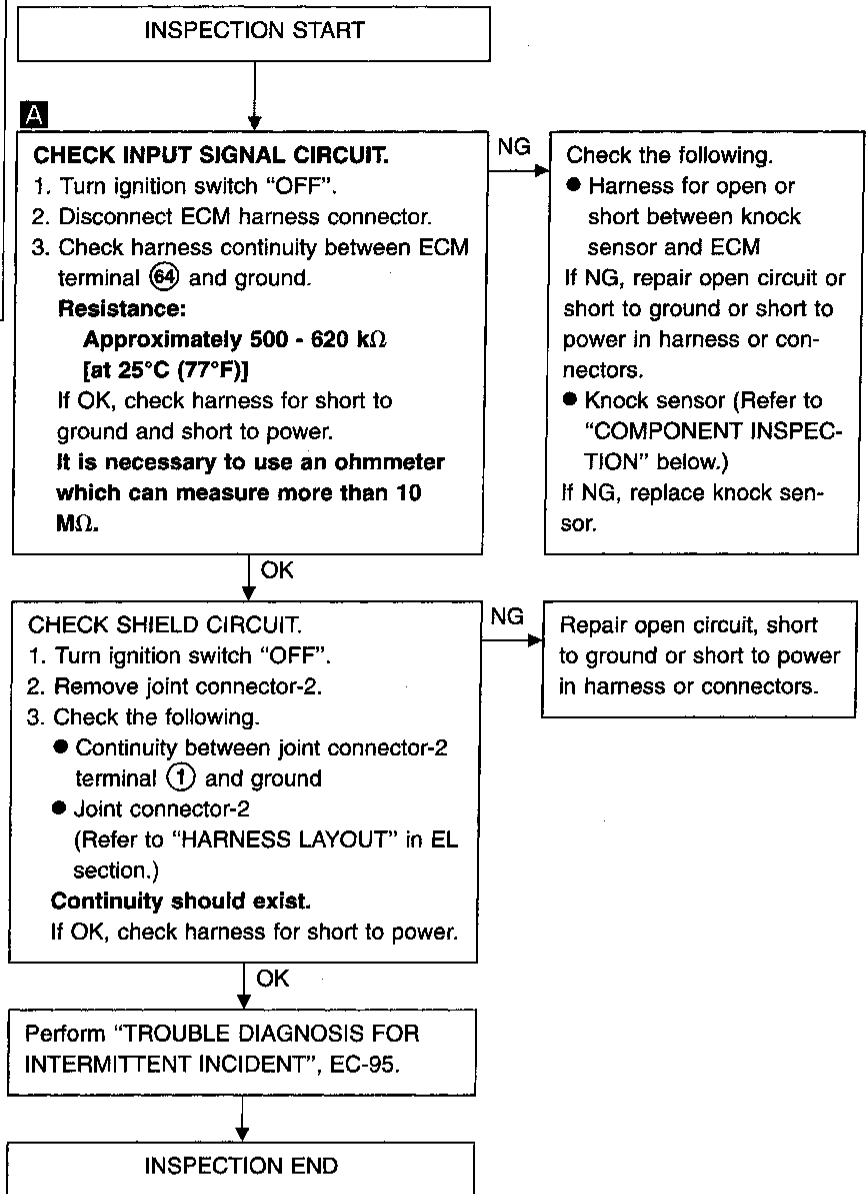 INSPECTION START
A
CHECK INPUT SIGNAL CIRCUIT.
1. Turn ignition switch “OFF”.
2. Disconnect ECM harness connector.
3. Check harness continuity between ECM
terminal 64 and ground.
Resistance:
Approximately 500 - 620 kΩ
[at 25°C (77°F)]
If OK, check harness for short to
ground and short to power.
It is necessary to use an ohmmeter
which can measure more than 10
MΩ.
NG
Check the following.
● Harness for open or
short between knock
sensor and ECM
If NG, repair open circuit or
short to ground or short to
power in harness or con-
nectors.
● Knock sensor (Refer to
“COMPONENT INSPEC-
TION” below.)
If NG, replace knock sen-
sor.
OK
CHECK SHIELD CIRCUIT.
1. Turn ignition switch “OFF”.
2. Remove joint connector-2.
3. Check the following.
● Continuity between joint connector-2
terminal 1 and ground
● Joint connector-2
(Refer to “HARNESS LAYOUT” in EL
section.)
Continuity should exist.
If OK, check harness for short to power.
NG
Repair open circuit, short
to ground or short to power
in harness or connectors.
OK
Perform “TROUBLE DIAGNOSIS FOR
INTERMITTENT INCIDENT”, EC-95.
INSPECTION END